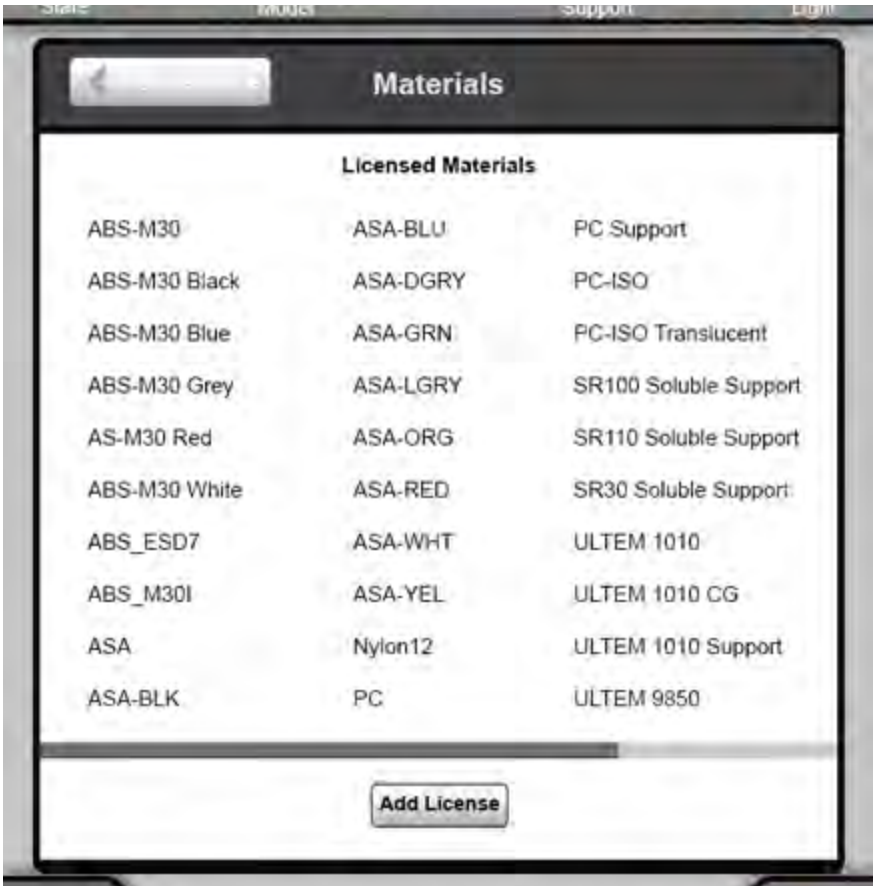 Materials
Licensed Materials
ABS-M30 ASA-BLU PC Support
ABS-M30 Black ASA-DGRY PC-ISO
ABS-M30 Blue ASA-GRN PC-ISO Translucent
ABS-M30 Grey ASA-LGRY SR100 Soluble Support
AS-M30 Red ASA-ORG SR110 Soluble Support
ABS-M30 White ASA-RED SR30 Soluble Support
ABS_ESD7 ASA-WHT ULTEM 1010
ABS_M30I ASA-YEL ULTEM 1010 CG
ASA Nylon12 ULTEM 1010 Support
ASA-BLK PC ULTEM 9850
Add License